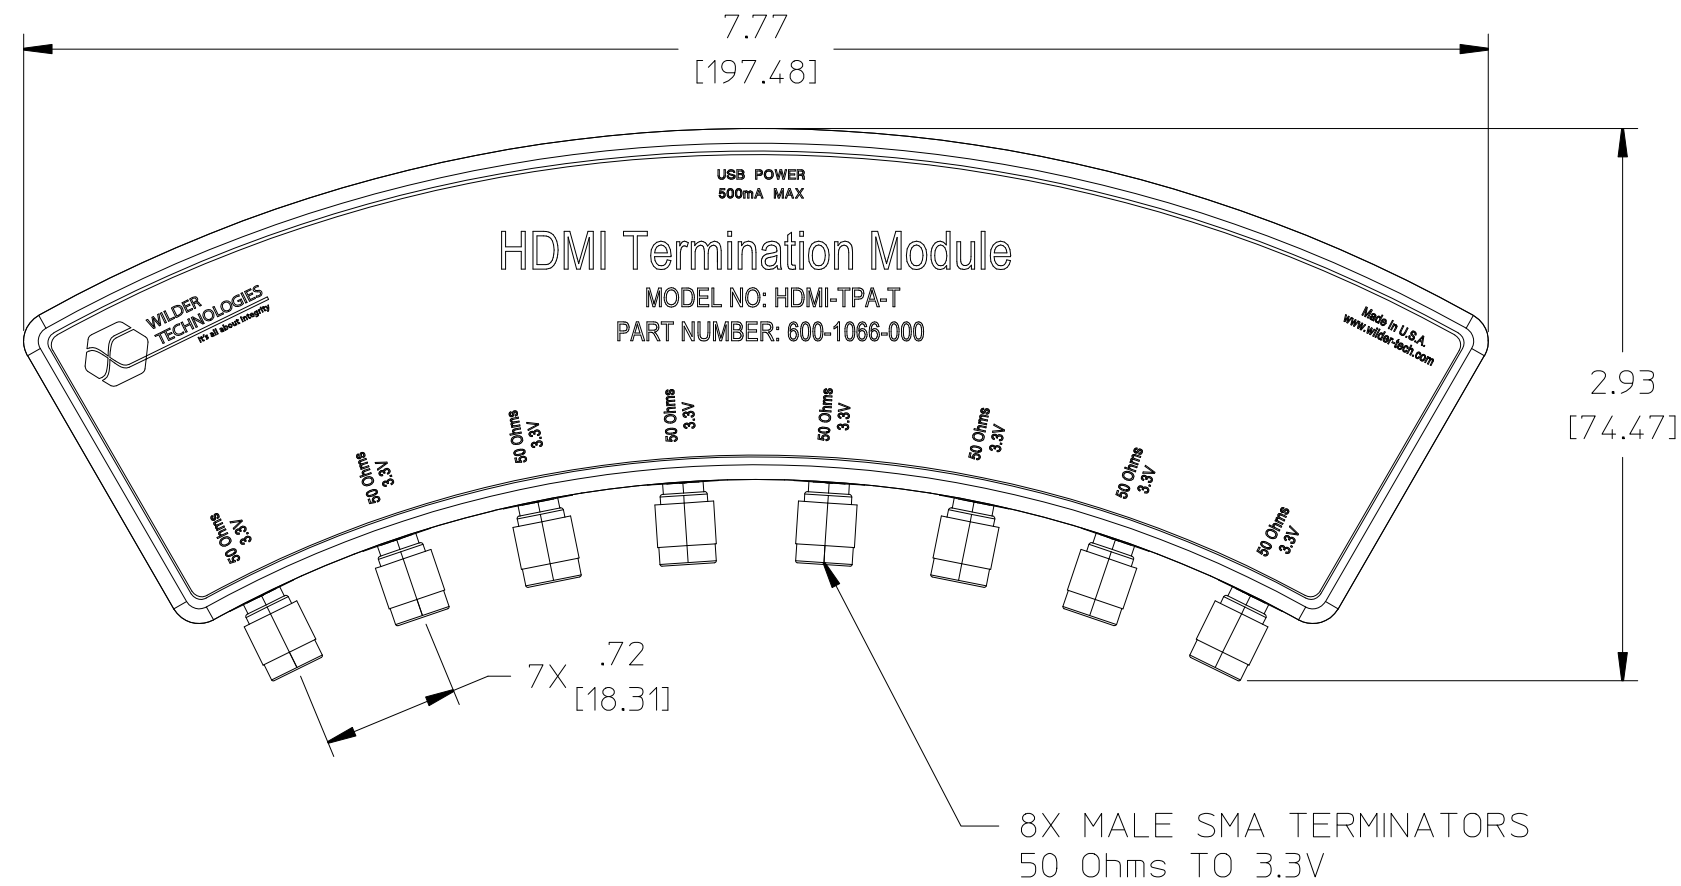 7.77
[197.48]
USB POWER
500mA MAX
HDMI Termination Module
MODEL NO: HDMI-TPA-T
PART NUMBER: 600-1066-000
WILDER
TECHNOLOGIES
It's all about integrity
Made in U.S.A.
www.wilder-tech.com
2.93
[74.47]
50 Ohms
3.3V
50 Ohms
3.3V
50 Ohms
3.3V
50 Ohms
3.3V
50 Ohms
3.3V
50 Ohms
3.3V
50 Ohms
3.3V
50 Ohms
3.3V
7X .72
[18.31]
8X MALE SMA TERMINATORS
50 Ohms TO 3.3V